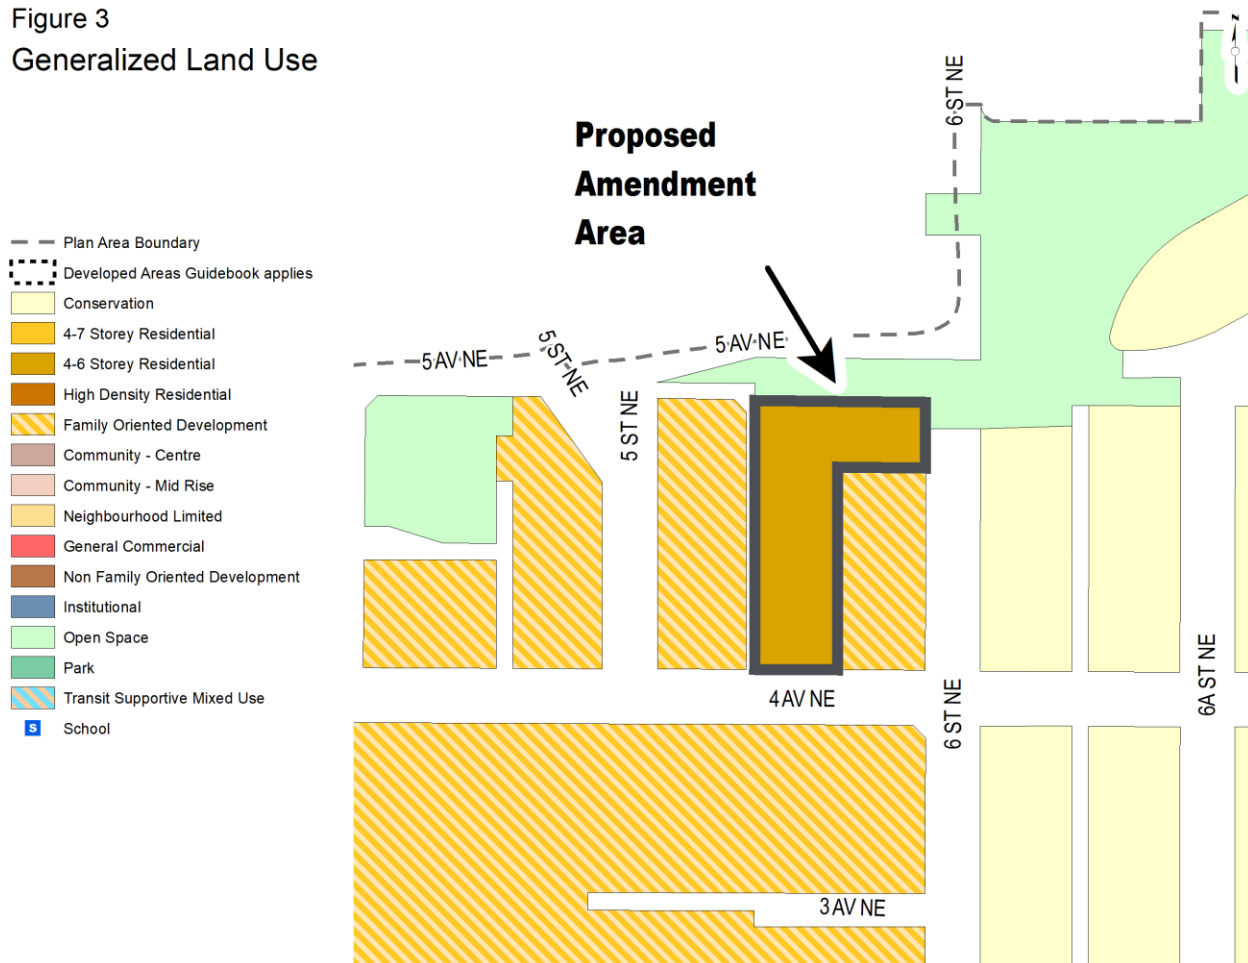 Figure 3
Generalized Land Use
Proposed
Amendment
Area
Plan Area Boundary
Developed Areas Guidebook applies
Conservation
4-7 Storey Residential
4-6 Storey Residential
High Density Residential
Family Oriented Development
Community - Centre
Community - Mid Rise
Neighbourhood Limited
General Commercial
Non Family Oriented Development
Institutional
Open Space
Park
Transit Supportive Mixed Use
S
School
6 ST NE
5 AV NE
5 ST NE
5 AV NE
5 ST NE
4 AV NE
6 ST NE
6A ST NE
3 AV NE